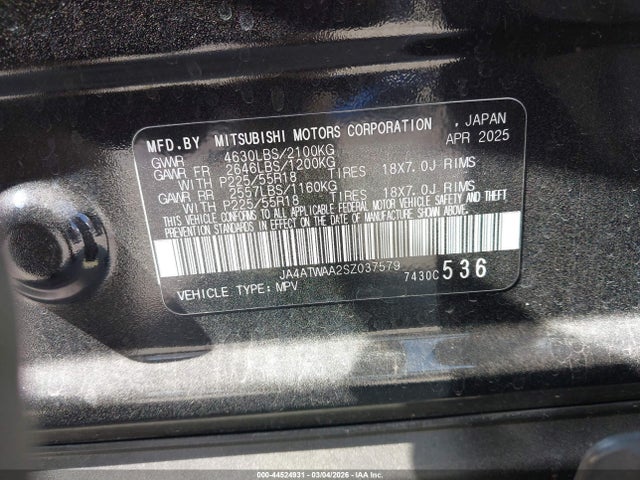 MFD.BY MITSUBISHI MOTORS CORPORATION , JAPAN
GVWR 4630LBS/2100KG APR 2025
GAWR FR 2646LBS/1200KG
WITH P225/55R18 TIRES 18X7.0J RIMS
GAWR RR 2557LBS/1160KG
WITH P225/55R18 TIRES 18X7.0J RIMS
THIS VEHICLE CONFORMS TO ALL APPLICABLE FEDERAL MOTOR VEHICLE SAFETY AND THEFT
PREVENTION STANDARDS IN EFFECT ON THE DATE OF MANUFACTURE SHOWN ABOVE.
JA4ATWAA2SZ037579
VEHICLE TYPE: MPV 7430C 536
000-44524931 - 03/04/2026 - IAA Inc.